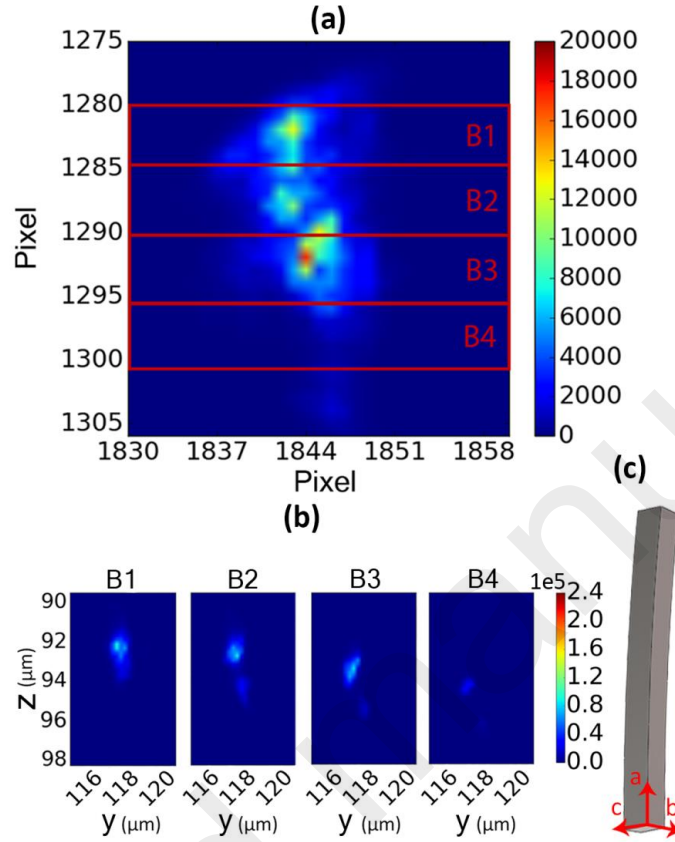 (a)
1275
1280
1285
1290
1295
1300
1305
Pixel
1830 1837 1844 1851 1858
Pixel
B1
B2
B3
B4
20000
18000
16000
14000
12000
10000
8000
6000
4000
2000
0
(b)
B1 B2 B3 B4
90
92
94
96
98
z (µm)
116 118 120 116 118 120 116 118 120 116 118 120
y (µm) y (µm) y (µm) y (µm)
1e5
2.4
2.0
1.6
1.2
0.8
0.4
0.0
(c)
a
c b